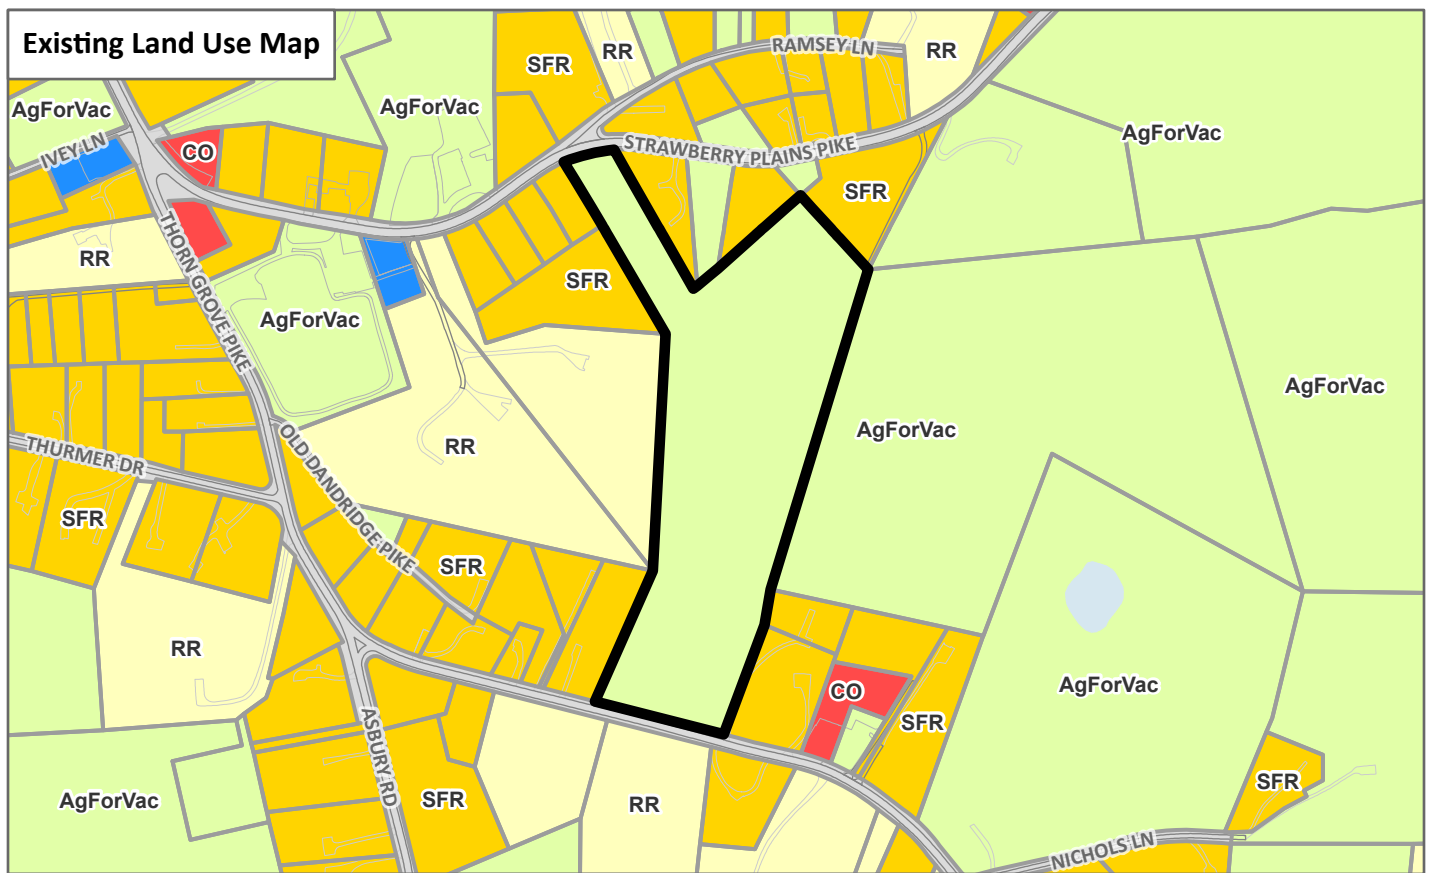 Existing Land Use Map
RAMSEY LN
RR
RR
SFR
AgForVac
AgForVac
AgForVac
STRAWBERRY PLAINS PIKE
IVEY LN
CO
SFR
RR
THORN GROVE PIKE
SFR
AgForVac
AgForVac
AgForVac
RR
THURMER DR
OLD DANDRIDGE PIKE
SFR
SFR
RR
AgForVac
CO
SFR
ASBURY RD
AgForVac
SFR
RR
SFR
NICHOLS LN